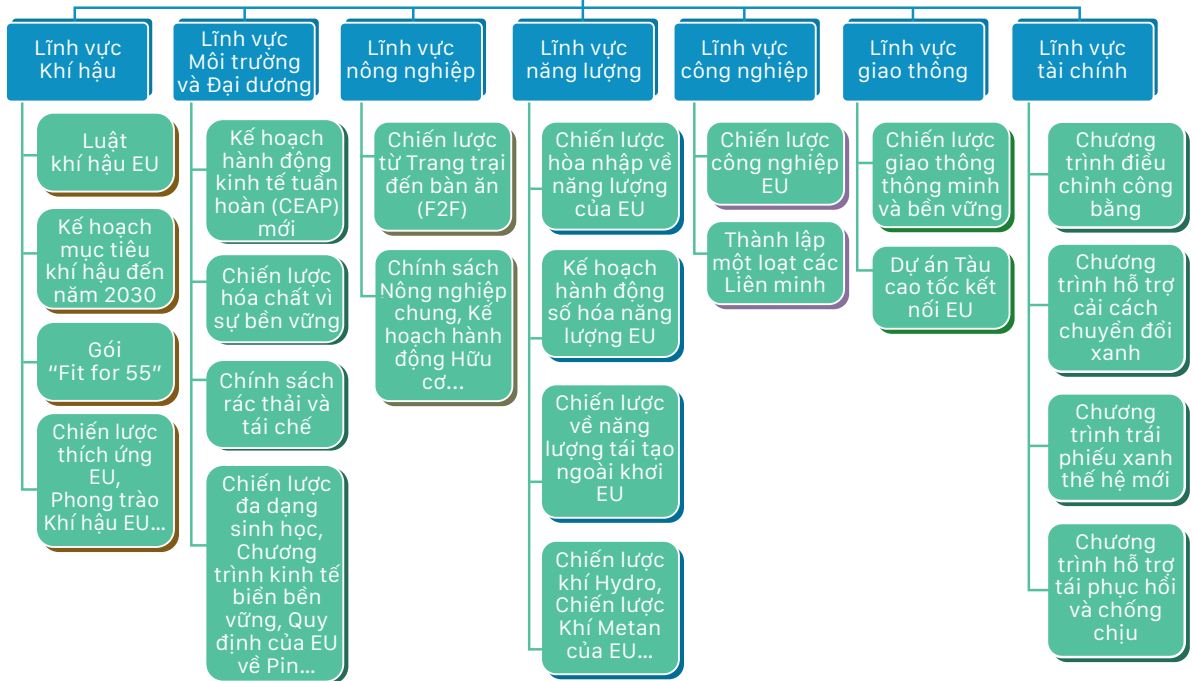 Lĩnh vực
Khí hậu
Luật
khí hậu EU
Kế hoạch
mục tiêu
khí hậu đến
năm 2030
Gói
“Fit for 55”
Chiến lược
thích ứng
EU,
Phong trào
Khí hậu EU…
Lĩnh vực
Môi trường
và Đại dương
Kế hoạch
hành động
kinh tế tuần
hoàn (CEAP)
mới
Chiến lược
hóa chất vì
sự bền vững
Chính sách
rác thải và
tái chế
Chiến lược
đa dạng
sinh học,
Chương
trình kinh tế
biển bền
vững, Quy
định của EU
về Pin…
Lĩnh vực
nông nghiệp
Chiến lược
từ Trang trại
đến bàn ăn
(F2F)
Chính sách
Nông nghiệp
chung, Kế
hoạch hành
động Hữu
cơ…
Lĩnh vực
năng lượng
Chiến lược
hòa nhập về
năng lượng
của EU
Kế hoạch
hành động
số hóa năng
lượng EU
Chiến lược
về năng
lượng tái tạo
ngoài khơi
EU
Chiến lược
khí Hydro,
Chiến lược
Khí Metan
của EU…
Lĩnh vực
công nghiệp
Chiến lược
công nghiệp
EU
Thành lập
một loạt các
Liên minh
Lĩnh vực
giao thông
Chiến lược
giao thông
thông minh
và bền vững
Dự án Tàu
cao tốc kết
nối EU
Lĩnh vực
tài chính
Chương
trình điều
chỉnh công
bằng
Chương
trình hỗ trợ
cải cách
chuyển đổi
xanh
Chương
trình trái
phiếu xanh
thế hệ mới
Chương
trình hỗ trợ
tái phục hồi
và chống
chịu